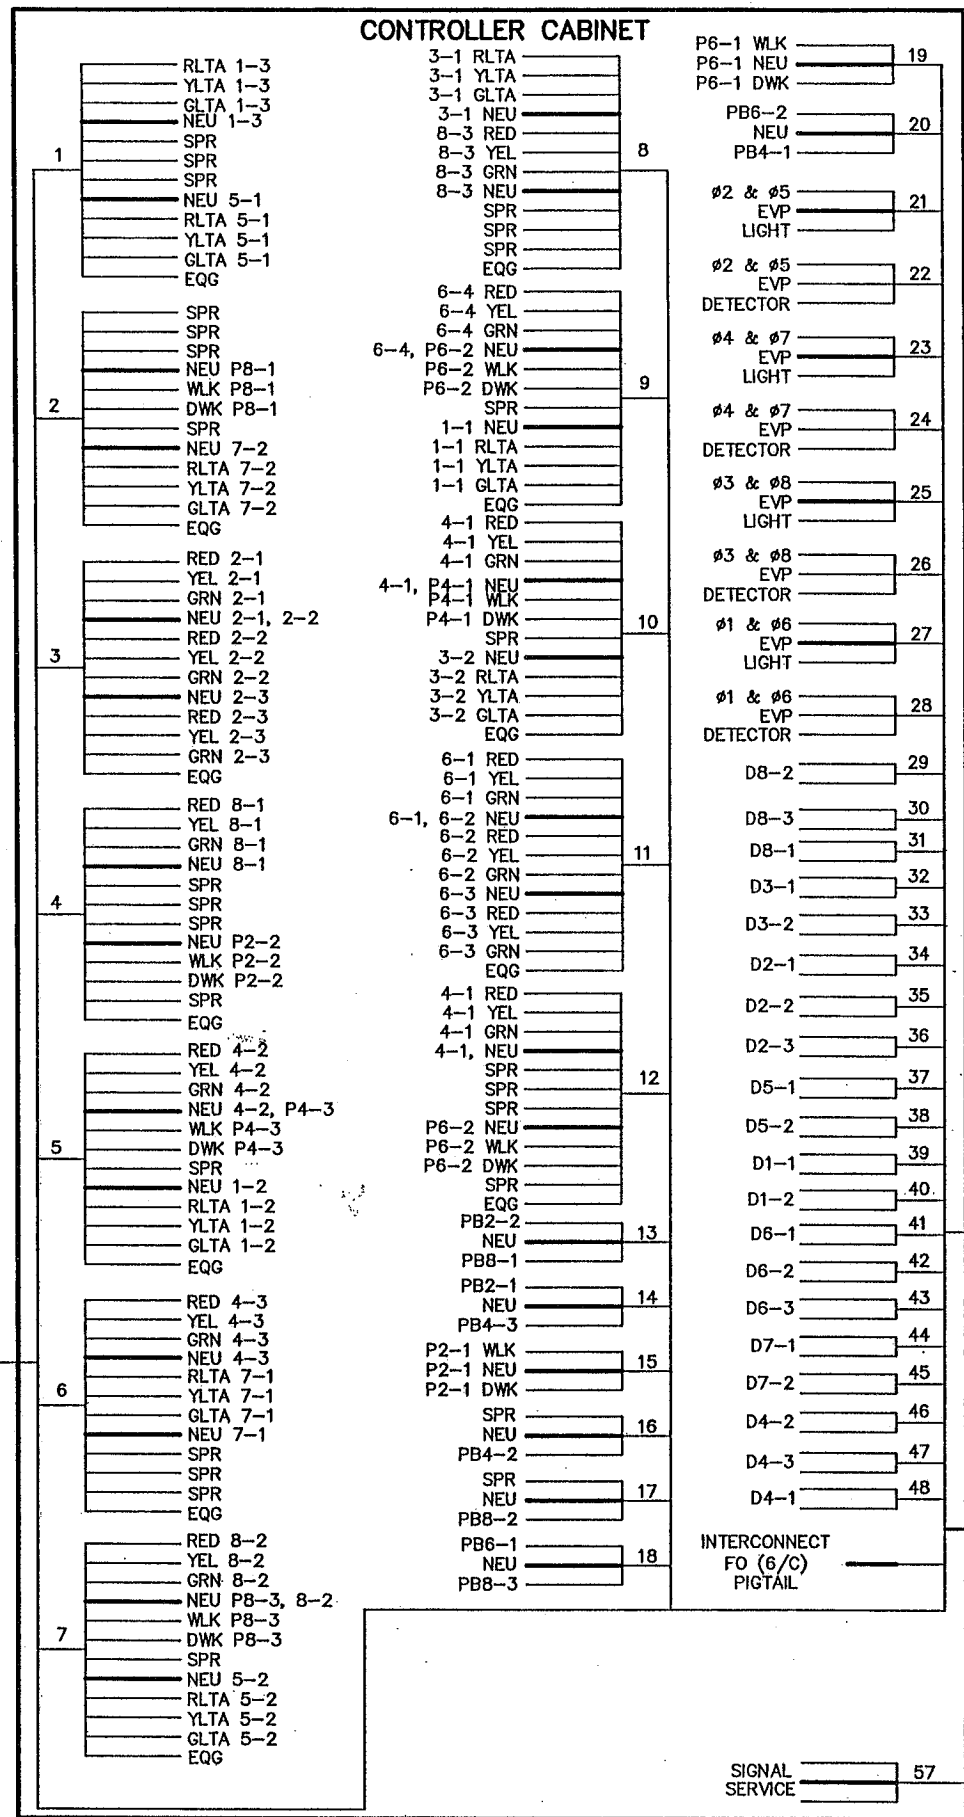 CONTROLLER CABINET
1
RLTA 1-3
YLTA 1-3
GLTA 1-3
NEU 1-3
SPR
SPR
SPR
NEU 5-1
RLTA 5-1
YLTA 5-1
GLTA 5-1
EQG
2
SPR
SPR
SPR
NEU P8-1
WLK P8-1
DWK P8-1
SPR
NEU 7-2
RLTA 7-2
YLTA 7-2
GLTA 7-2
EQG
3
RED 2-1
YEL 2-1
GRN 2-1
NEU 2-1, 2-2
RED 2-2
YEL 2-2
GRN 2-2
NEU 2-3
RED 2-3
YEL 2-3
GRN 2-3
EQG
4
RED 8-1
YEL 8-1
GRN 8-1
NEU 8-1
SPR
SPR
SPR
NEU P2-2
WLK P2-2
DWK P2-2
SPR
EQG
5
RED 4-2
YEL 4-2
GRN 4-2
NEU 4-2, P4-3
WLK P4-3
DWK P4-3
SPR
NEU 1-2
RLTA 1-2
YLTA 1-2
GLTA 1-2
EQG
6
RED 4-3
YEL 4-3
GRN 4-3
NEU 4-3
RLTA 7-1
YLTA 7-1
GLTA 7-1
NEU 7-1
SPR
SPR
SPR
EQG
7
RED 8-2
YEL 8-2
GRN 8-2
NEU P8-3, 8-2
WLK P8-3
DWK P8-3
SPR
NEU 5-2
RLTA 5-2
YLTA 5-2
GLTA 5-2
EQG
3-1 RLTA
3-1 YLTA
3-1 GLTA
3-1 NEU
8-3 RED
8-3 YEL
8-3 GRN
8-3 NEU
SPR
SPR
SPR
EQG
8
6-4 RED
6-4 YEL
6-4 GRN
6-4, P6-2 NEU
P6-2 WLK
P6-2 DWK
SPR
1-1 NEU
1-1 RLTA
1-1 YLTA
1-1 GLTA
EQG
9
4-1 RED
4-1 YEL
4-1 GRN
4-1, P4-1 NEU
P4-1 WLK
P4-1 DWK
SPR
3-2 NEU
3-2 RLTA
3-2 YLTA
3-2 GLTA
EQG
10
6-1 RED
6-1 YEL
6-1 GRN
6-1, 6-2 NEU
6-2 RED
6-2 YEL
6-2 GRN
6-3 NEU
6-3 RED
6-3 YEL
6-3 GRN
EQG
11
4-1 RED
4-1 YEL
4-1 GRN
4-1, NEU
SPR
SPR
SPR
P6-2 NEU
P6-2 WLK
P6-2 DWK
SPR
EQG
12
PB2-2
NEU
PB8-1
13
PB2-1
NEU
PB4-3
14
P2-1 WLK
P2-1 NEU
P2-1 DWK
15
SPR
NEU
PB4-2
16
SPR
NEU
PB8-2
17
PB6-1
NEU
PB8-3
18
P6-1 WLK
P6-1 NEU
P6-1 DWK
19
PB6-2
NEU
PB4-1
20
ø2 & ø5
EVP
LIGHT
21
ø2 & ø5
EVP
DETECTOR
22
ø4 & ø7
EVP
LIGHT
23
ø4 & ø7
EVP
DETECTOR
24
ø3 & ø8
EVP
LIGHT
25
ø3 & ø8
EVP
DETECTOR
26
ø1 & ø6
EVP
LIGHT
27
ø1 & ø6
EVP
DETECTOR
28
D8-2 29
D8-3 30
D8-1 31
D3-1 32
D3-2 33
D2-1 34
D2-2 35
D2-3 36
D5-1 37
D5-2 38
D1-1 39
D1-2 40
D6-1 41
D6-2 42
D6-3 43
D7-1 44
D7-2 45
D4-2 46
D4-3 47
D4-1 48
INTERCONNECT
FO (6/C)
PIGTAIL
SIGNAL
SERVICE
57